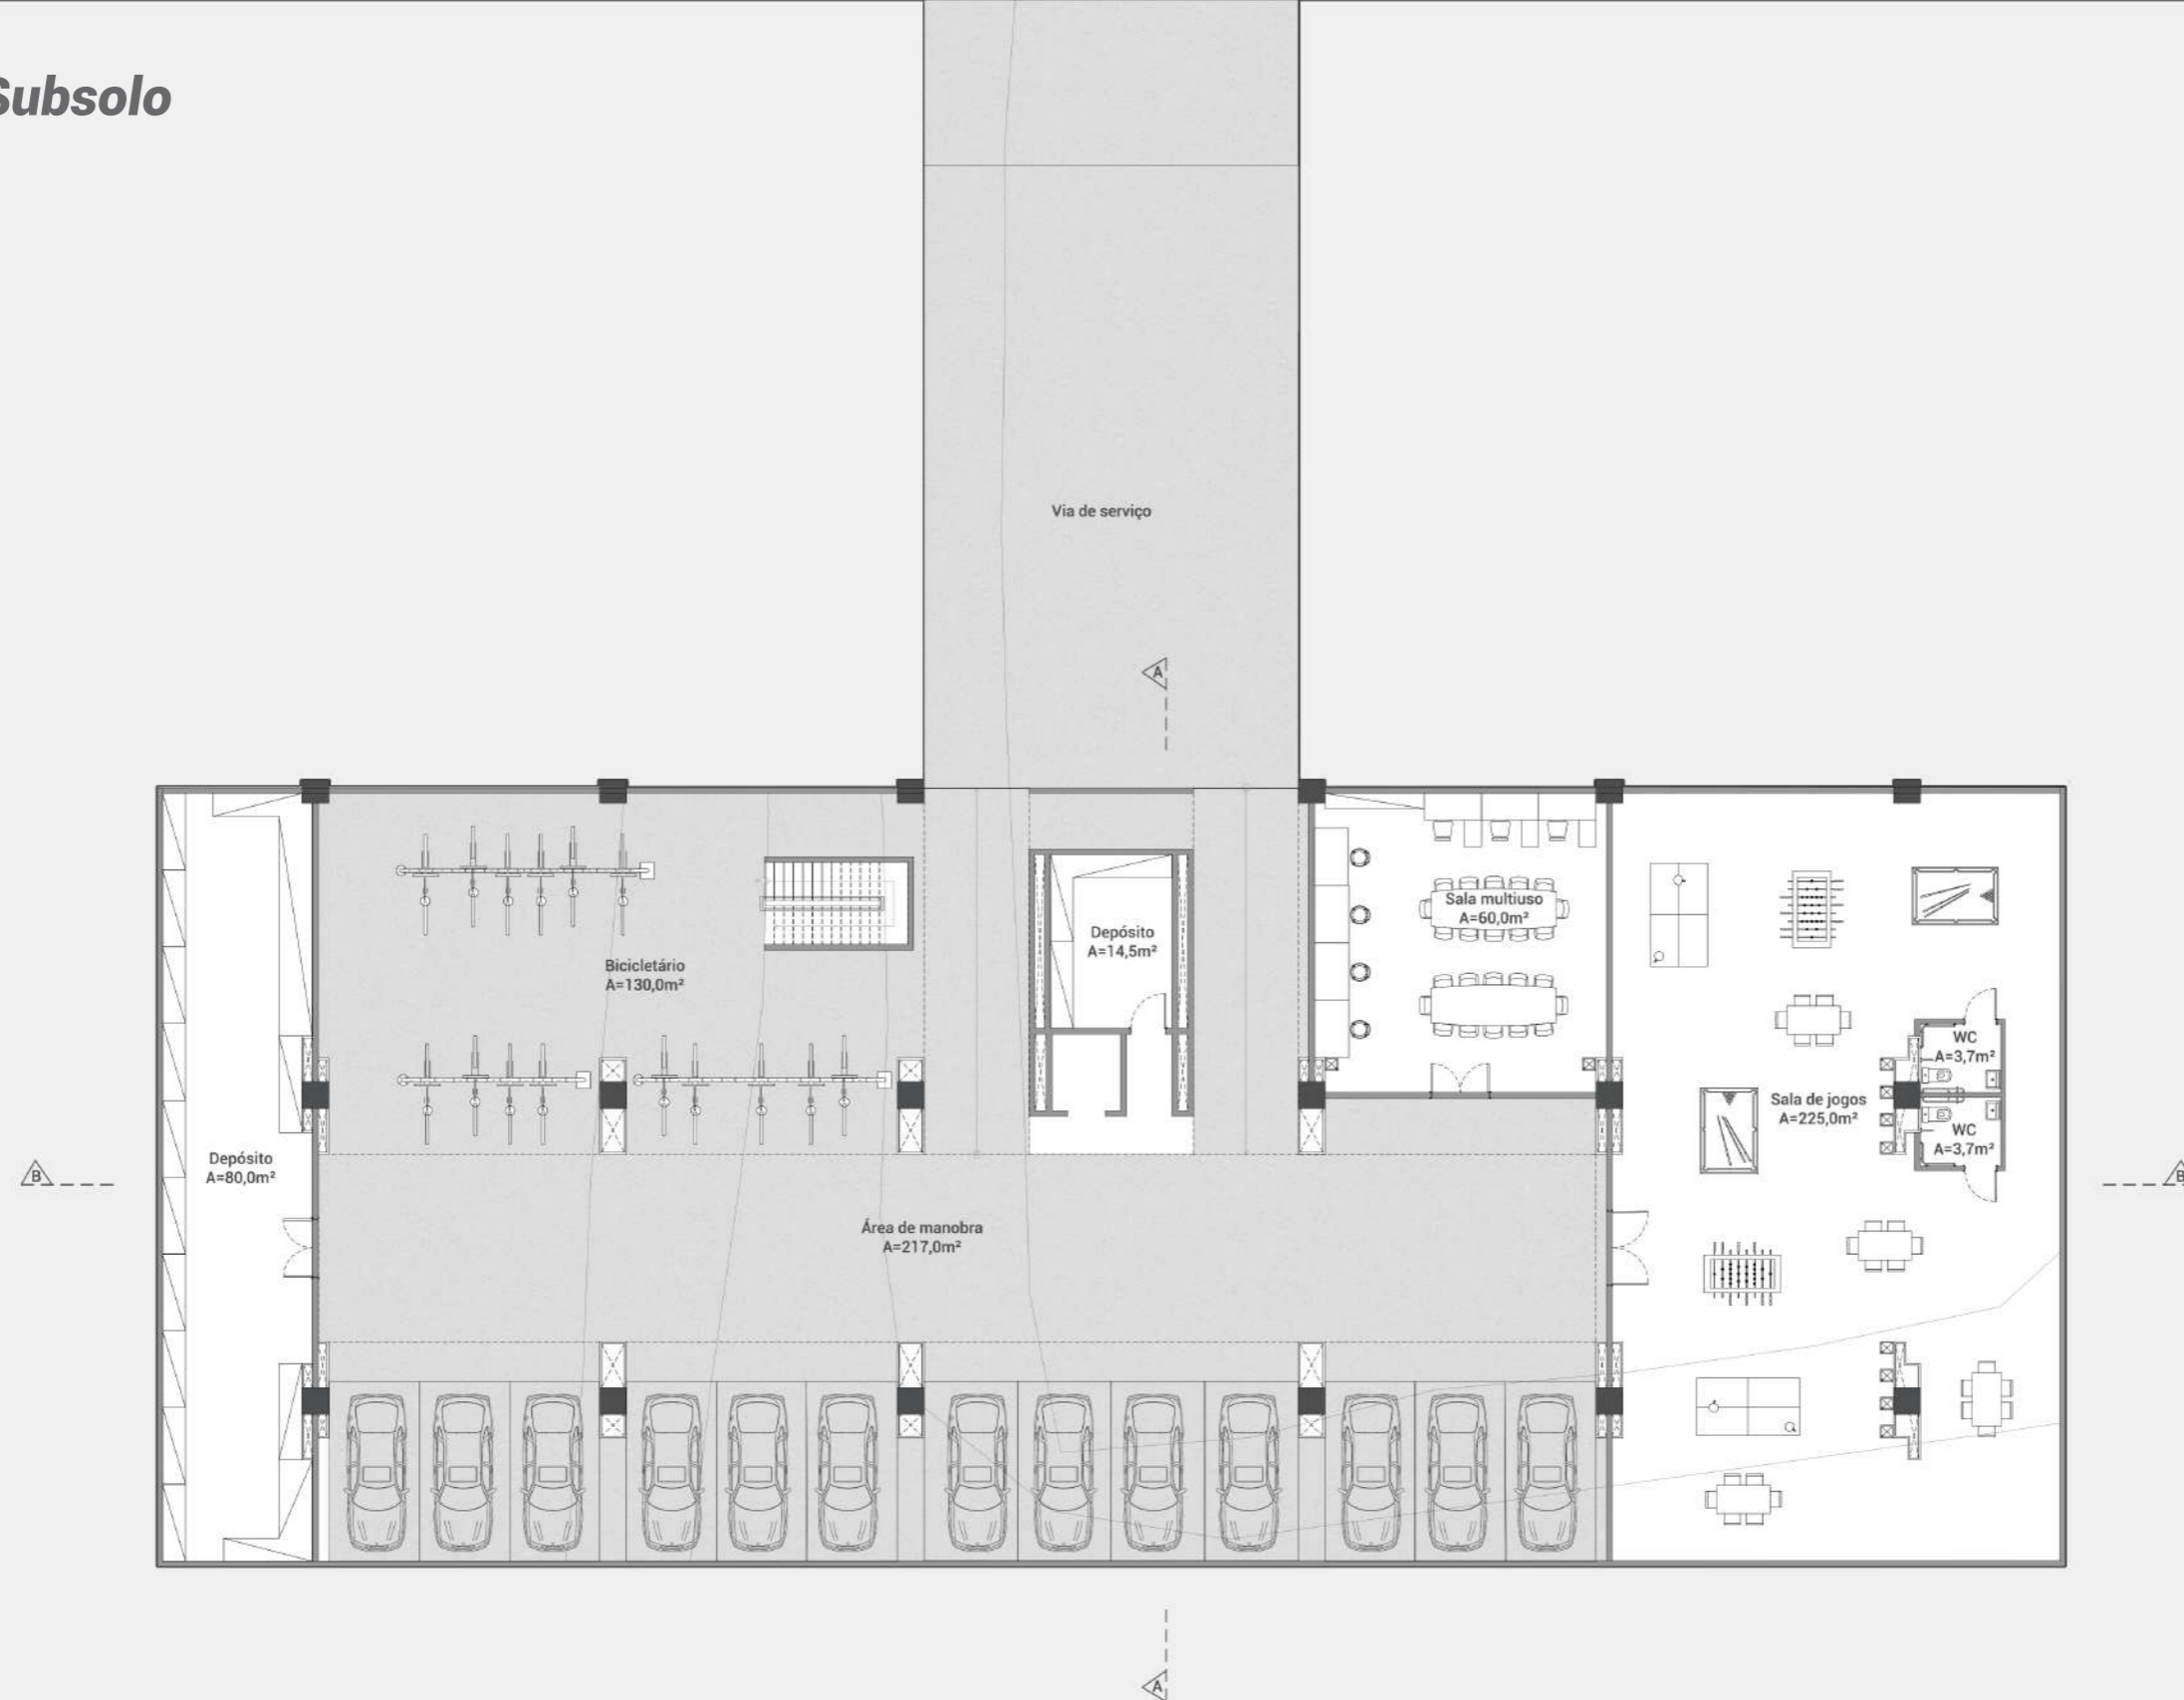 Subsolo
Via de serviço
A
Bicicletário
A=130,0m²
Depósito
A=14,5m²
Sala multiuso
A=60,0m²
WC
A=3,7m²
Sala de jogos
A=225,0m²
WC
A=3,7m²
Depósito
A=80,0m²
B
B
Área de manobra
A=217,0m²
A